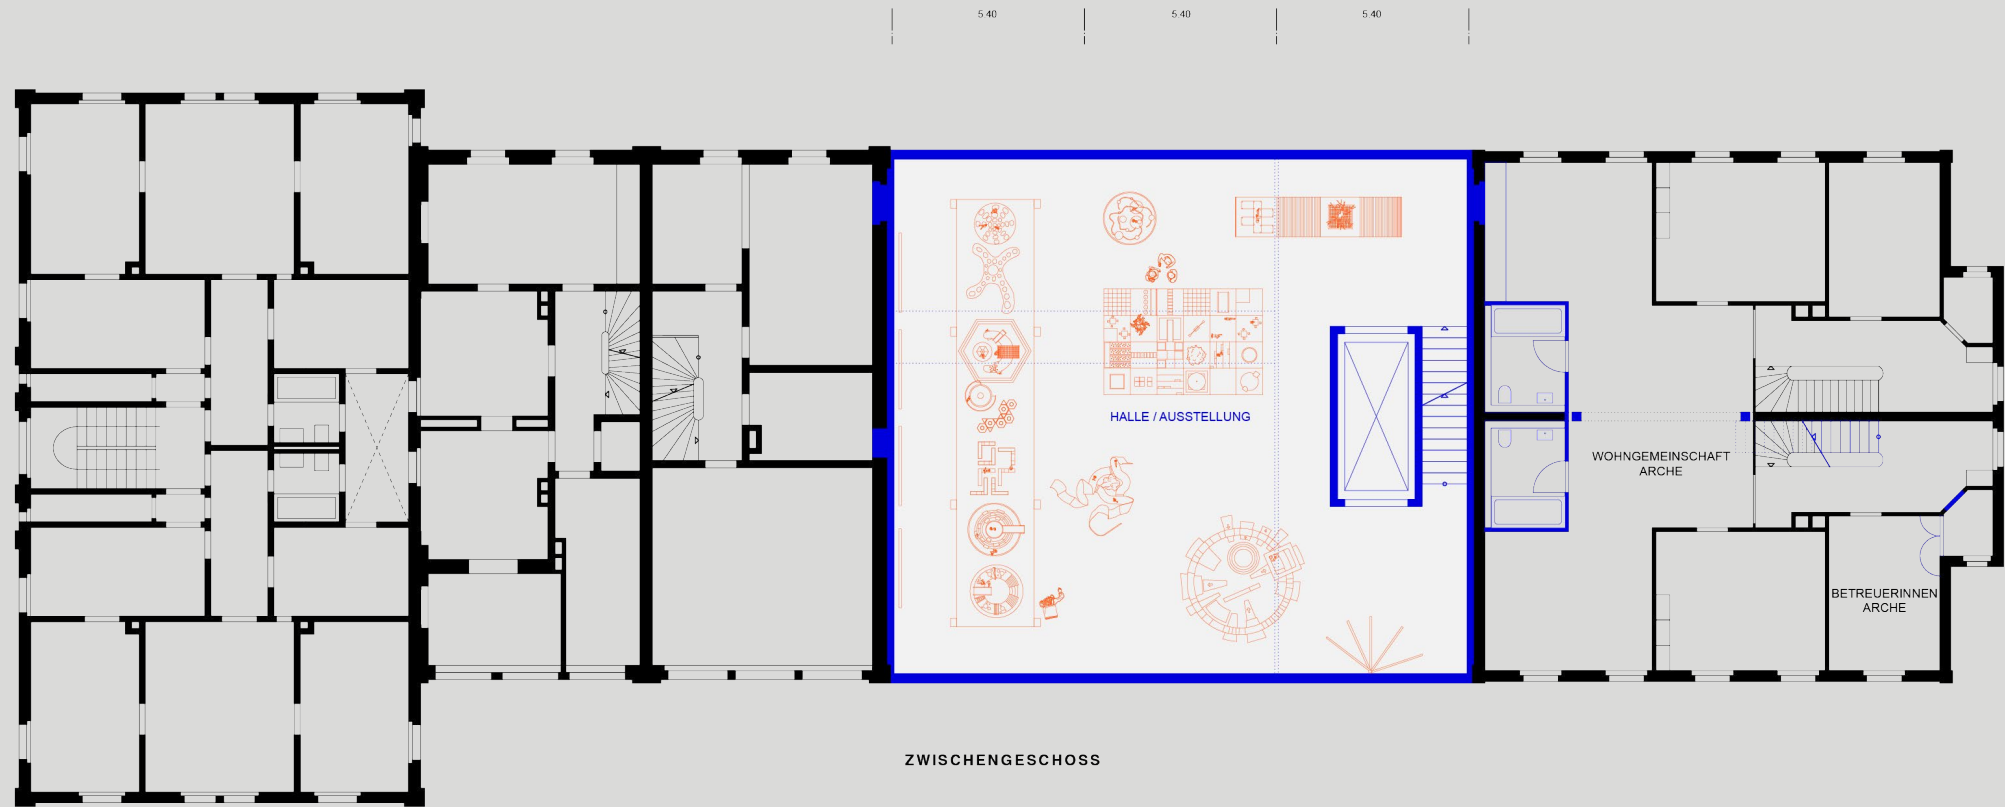 5.40 5.40 5.40
HALLE / AUSSTELLUNG
WOHNGEMEINSCHAFT
ARCHE
BETREUERINNEN
ARCHE
ZWISCHENGESCHOSS